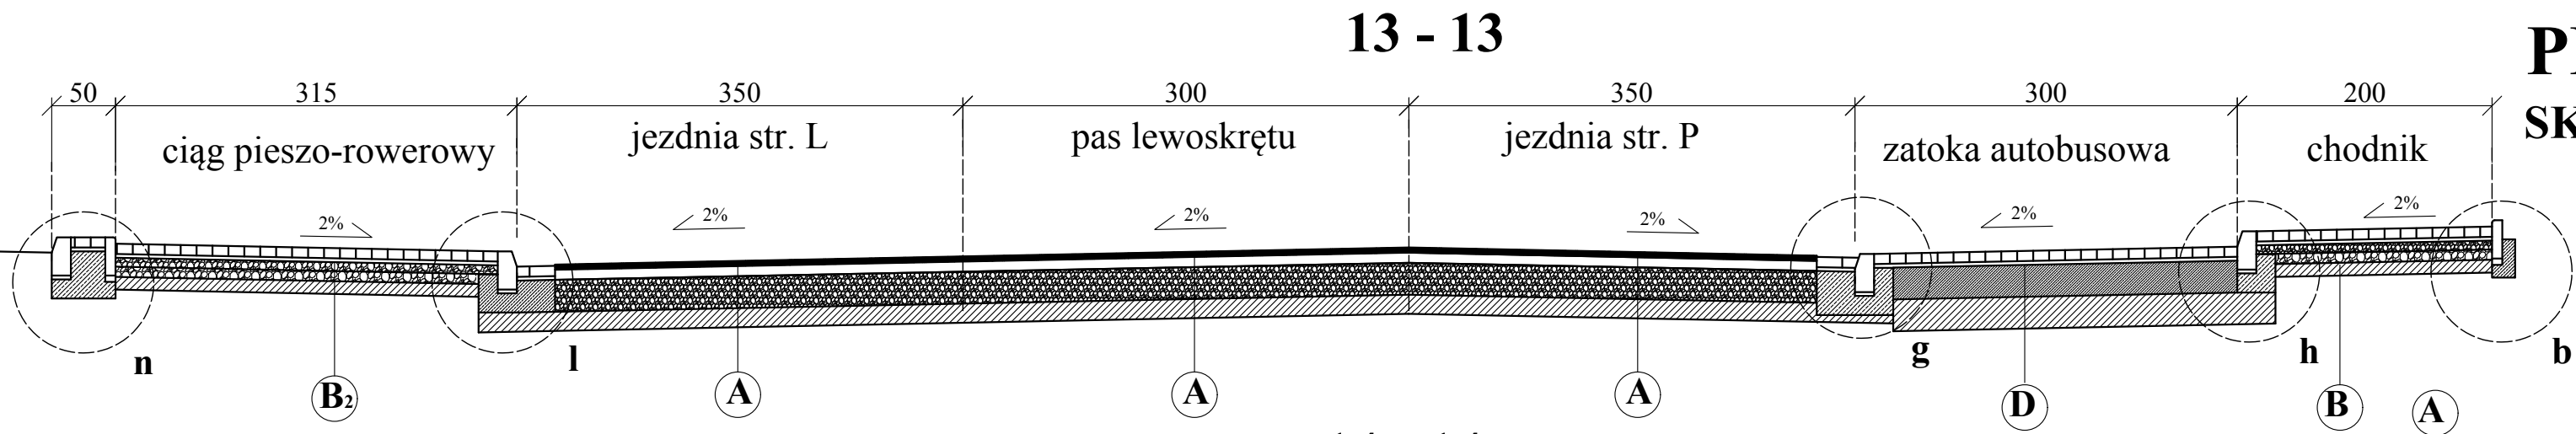 13 - 13
50 315 350 300 350 300 200
ciąg pieszo-rowerowy jezdnia str. L pas lewoskrętu jezdnia str. P zatoka autobusowa chodnik
SK
2% 2% 2% 2% 2% 2%
n l g h b
B2 A A A D B A